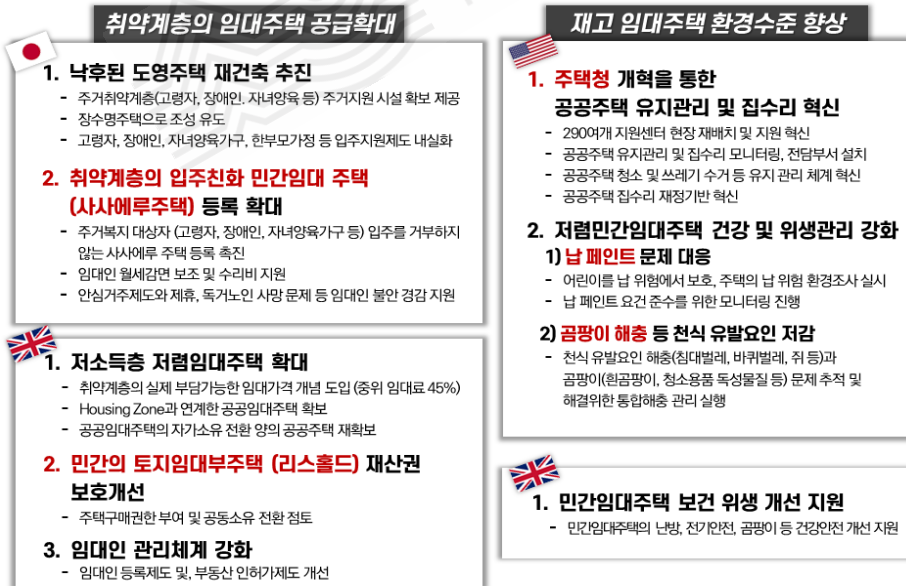 취약계층의 임대주택 공급확대
1. 낙후된 도영주택 재건축 추진
- 주거취약계층(고령자, 장애인. 자녀양육 등) 주거지원 시설 확보 제공
- 장수명주택으로 조성 유도
- 고령자, 장애인, 자녀양육가구, 한부모가정 등 입주지원제도 내실화
2. 취약계층의 입주친화 민간임대 주택
(사사에루주택) 등록 확대
- 주거복지 대상자 (고령자, 장애인, 자녀양육가구 등) 입주를 거부하지
않는 사사에루 주택 등록 촉진
- 임대인 월세감면 보조 및 수리비 지원
- 안심거주제도와 제휴, 독거노인 사망 문제 등 임대인 불안 경감 지원
1. 저소득층 저렴임대주택 확대
- 취약계층의 실제 부담가능한 임대가격 개념 도입 (중위 임대료 45%)
- Housing Zone과 연계한 공공임대주택 확보
- 공공임대주택의 자가소유 전환 양의 공공주택 재확보
2. 민간의 토지임대부주택 (리스홀드) 재산권
보호개선
- 주택구매권한 부여 및 공동소유 전환 점토
3. 임대인 관리체계 강화
- 임대인 등록제도 및, 부동산 인허가제도 개선
재고 임대주택 환경수준 향상
1. 주택청 개혁을 통한
공공주택 유지관리 및 집수리 혁신
- 290여개 지원센터 현장 재배치 및 지원 혁신
- 공공주택 유지관리 및 집수리 모니터링, 전담부서 설치
- 공공주택 청소 및 쓰레기 수거 등 유지 관리 체계 혁신
- 공공주택 집수리 재정기반 혁신
2. 저렴민간임대주택 건강 및 위생관리 강화
1) 납 페인트 문제 대응
- 어린이를 납 위험에서 보호, 주택의 납 위험 환경조사 실시
- 납 페인트 요건 준수를 위한 모니터링 진행
2) 곰팡이 해충 등 천식 유발요인 저감
- 천식 유발요인 해충(침대벌레, 바퀴벌레, 쥐 등)과
곰팡이(흰곰팡이, 청소용품 독성물질 등) 문제 추적 및
해결위한 통합해충 관리 실행
1. 민간임대주택 보건 위생 개선 지원
- 민간임대주택의 난방, 전기안전, 곰팡이 등 건강안전 개선 지원